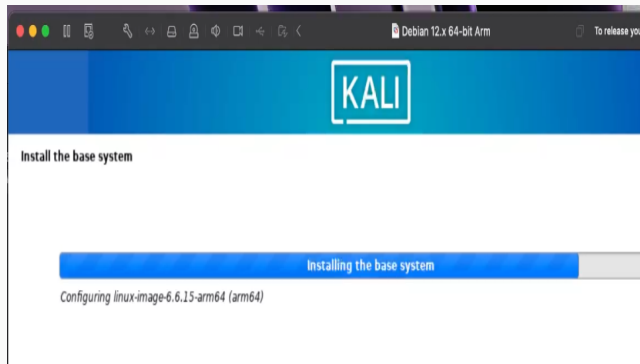 Debian 12.x 64-bit Arm
To release you
KALI
Install the base system
Installing the base system
Configuring linux-image-6.6.15-arm64 (arm64)